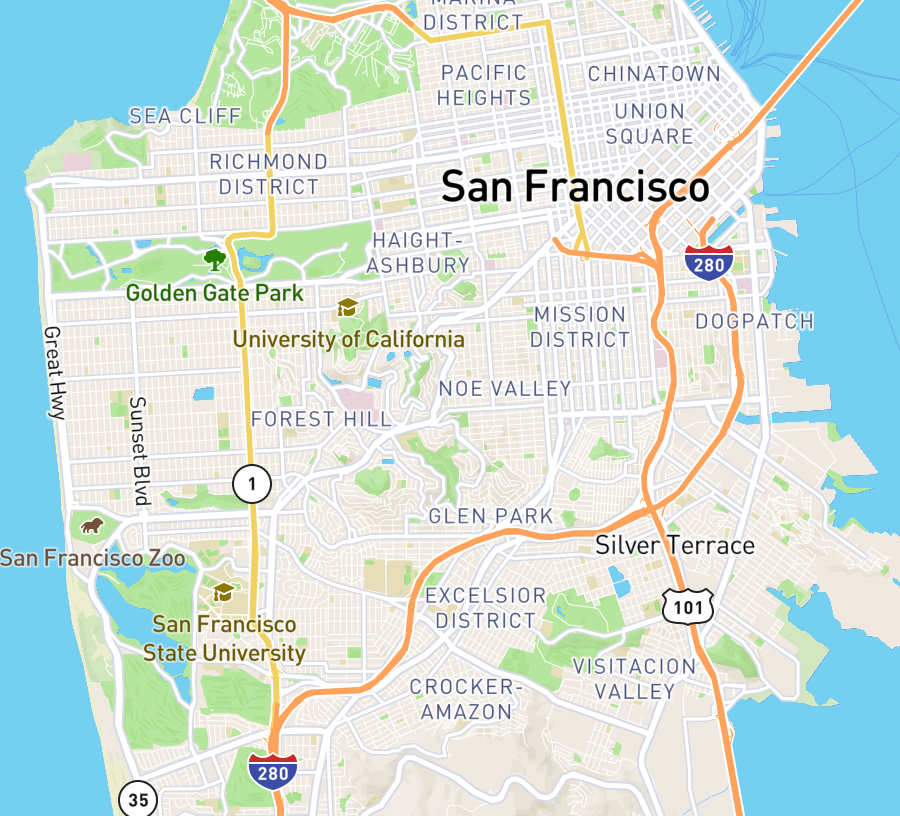 MARINA
DISTRICT
PACIFIC
HEIGHTS
CHINATOWN
UNION
SQUARE
SEA CLIFF
RICHMOND
DISTRICT
San Francisco
HAIGHT-
ASHBURY
280
Golden Gate Park
University of California
MISSION
DISTRICT
DOGPATCH
Great Hwy
Sunset Blvd
NOE VALLEY
FOREST HILL
1
GLEN PARK
San Francisco Zoo
Silver Terrace
EXCELSIOR
DISTRICT
101
San Francisco
State University
VISITACION
VALLEY
CROCKER-
AMAZON
280
35